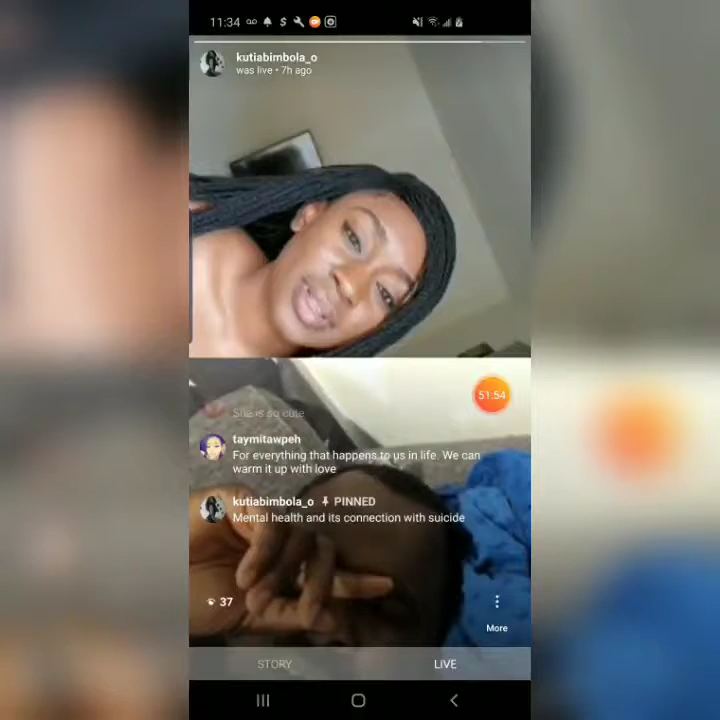 11:34
kutiabimbola_o
was live • 7h ago
51:54
She is so cute
taymitawpeh
For everything that happens to us in life. We can
warm it up with love
kutiabimbola_o PINNED
Mental health and its connection with suicide
37
More
STORY LIVE